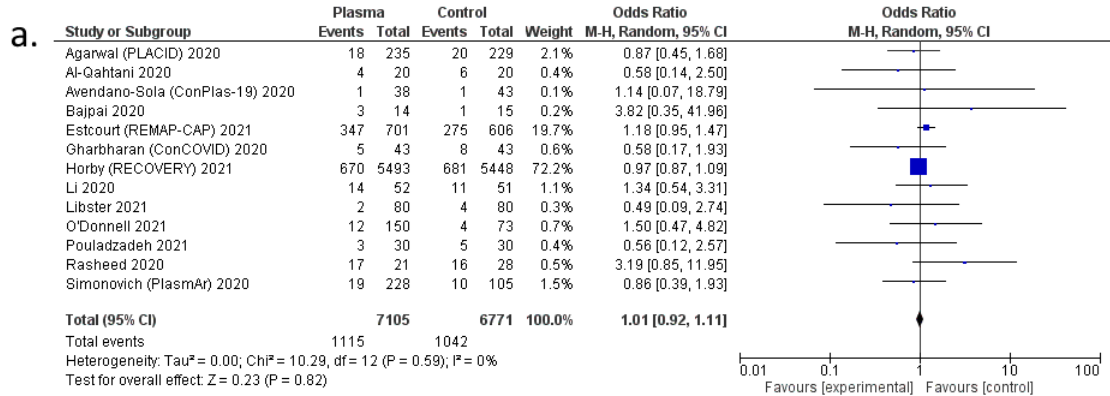 a.
Plasma Control Odds Ratio Odds Ratio
Study or Subgroup Events Total Events Total Weight M-H, Random, 95% CI M-H, Random, 95% CI
Agarwal (PLACID) 2020 18 235 20 229 2.1% 0.87 [0.45, 1.68]
Al-Qahtani 2020 4 20 6 20 0.4% 0.58 [0.14, 2.50]
Avendano-Sola (ConPlas-19) 2020 1 38 1 43 0.1% 1.14 [0.07, 18.79]
Bajpai 2020 3 14 1 15 0.1% 3.82 [0.35, 41.96]
Estcourt (REMAP-CAP) 2021 347 701 275 606 19.7% 1.18 [0.95, 1.47]
Gharbharan (ConCOVID) 2020 5 43 8 43 0.6% 0.58 [0.17, 1.93]
Horby (RECOVERY) 2021 670 5493 681 5448 72.2% 0.97 [0.87, 1.09]
Li 2020 14 52 11 51 1.1% 1.34 [0.54, 3.31]
Libster 2021 2 80 4 80 0.3% 0.49 [0.09, 2.74]
O'Donnell 2021 12 150 4 73 0.7% 1.50 [0.47, 4.82]
Pouladzadeh 2021 3 30 5 30 0.4% 0.56 [0.12, 2.57]
Rasheed 2020 17 21 16 28 0.5% 3.19 [0.85, 11.95]
Simonovich (PlasmAr) 2020 19 228 10 105 1.5% 0.86 [0.39, 1.93]
Total (95% CI) 7105 6771 100.0% 1.01 [0.92, 1.11]
Total events 1115 1042
Heterogeneity: Tau² = 0.00; Chi² = 10.29, df = 12 (P = 0.59); I² = 0%
Test for overall effect: Z = 0.23 (P = 0.82)
0.01 0.1 1 10 100
Favours [experimental] Favours [control]